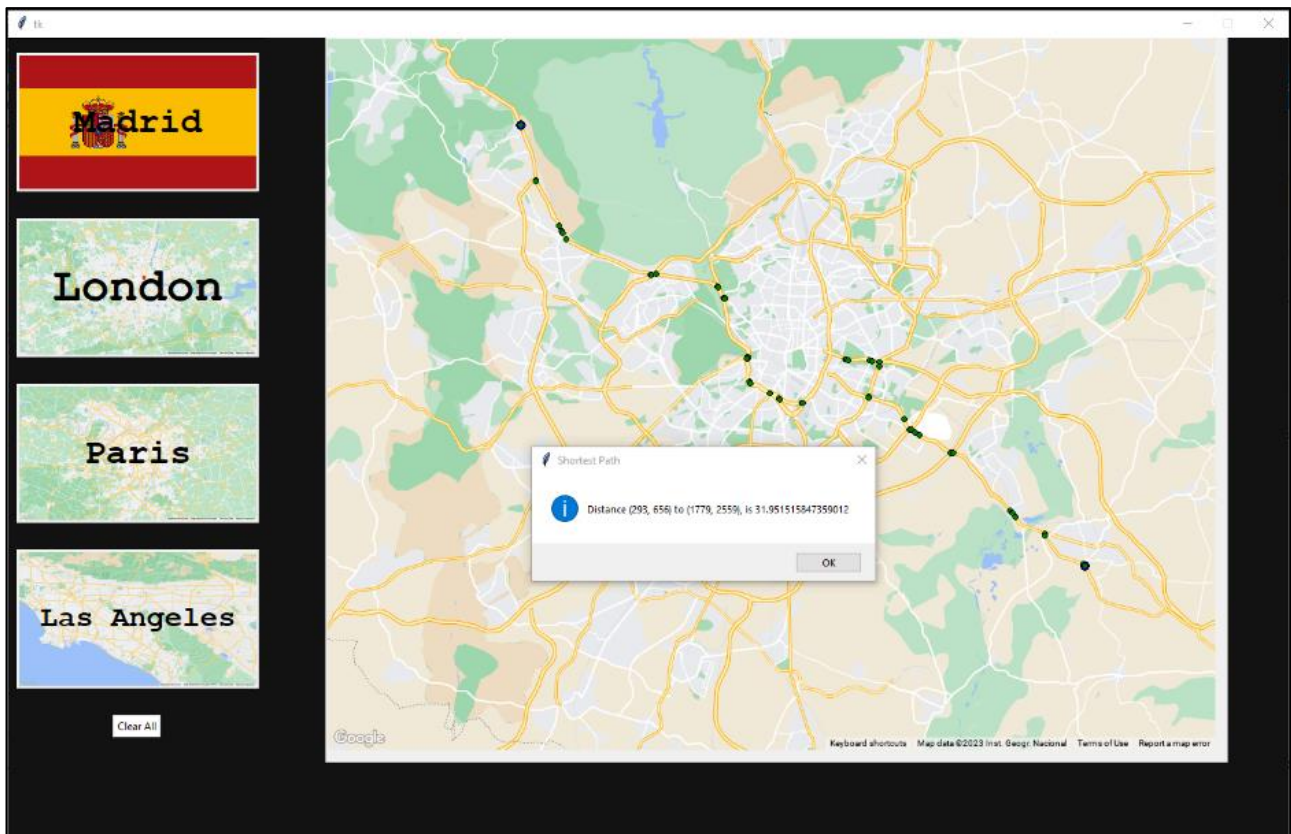 tk
Madrid
London
Paris
Las Angeles
Clear All
Shortest Path
Distance (293, 656) to (1779, 2559), is 31.951515847359012
OK
Google
Keyboard shortcuts Map data ©2023 Inst. Geogr. Nacional Terms of Use Report a map error